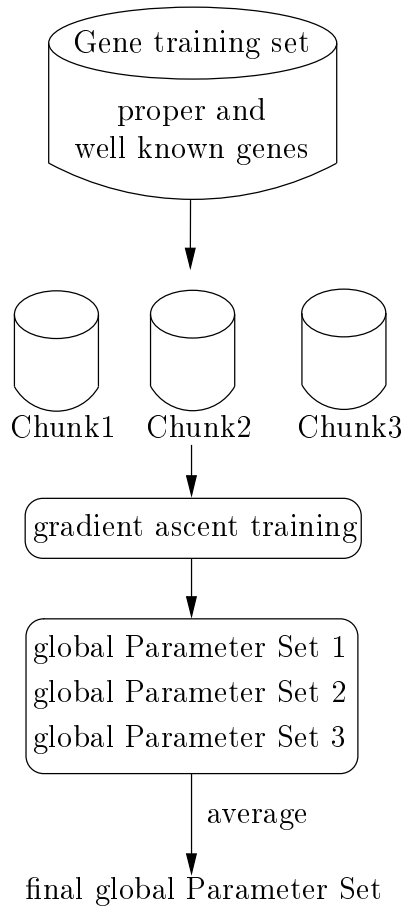 Gene training set
proper and
well known genes
Chunk1 Chunk2 Chunk3
gradient ascent training
global Parameter Set 1
global Parameter Set 2
global Parameter Set 3
average
final global Parameter Set